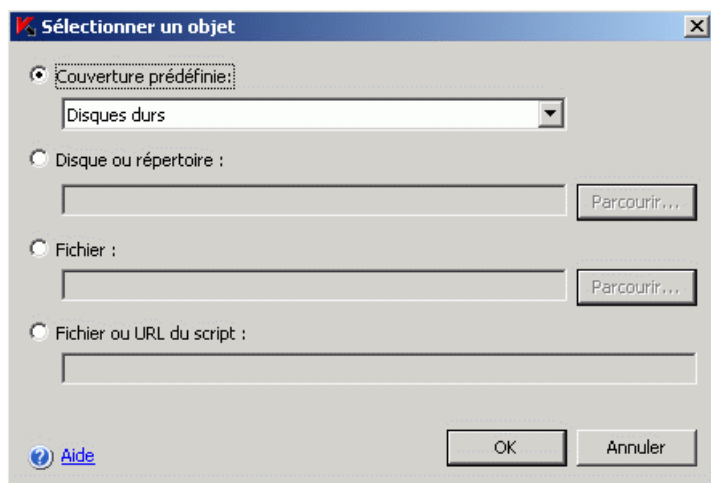 Sélectionner un objet
Couverture prédéfinie:
Disques durs
Disque ou répertoire :
Parcourir...
Fichier :
Parcourir...
Fichier ou URL du script :
Aide
OK
Annuler